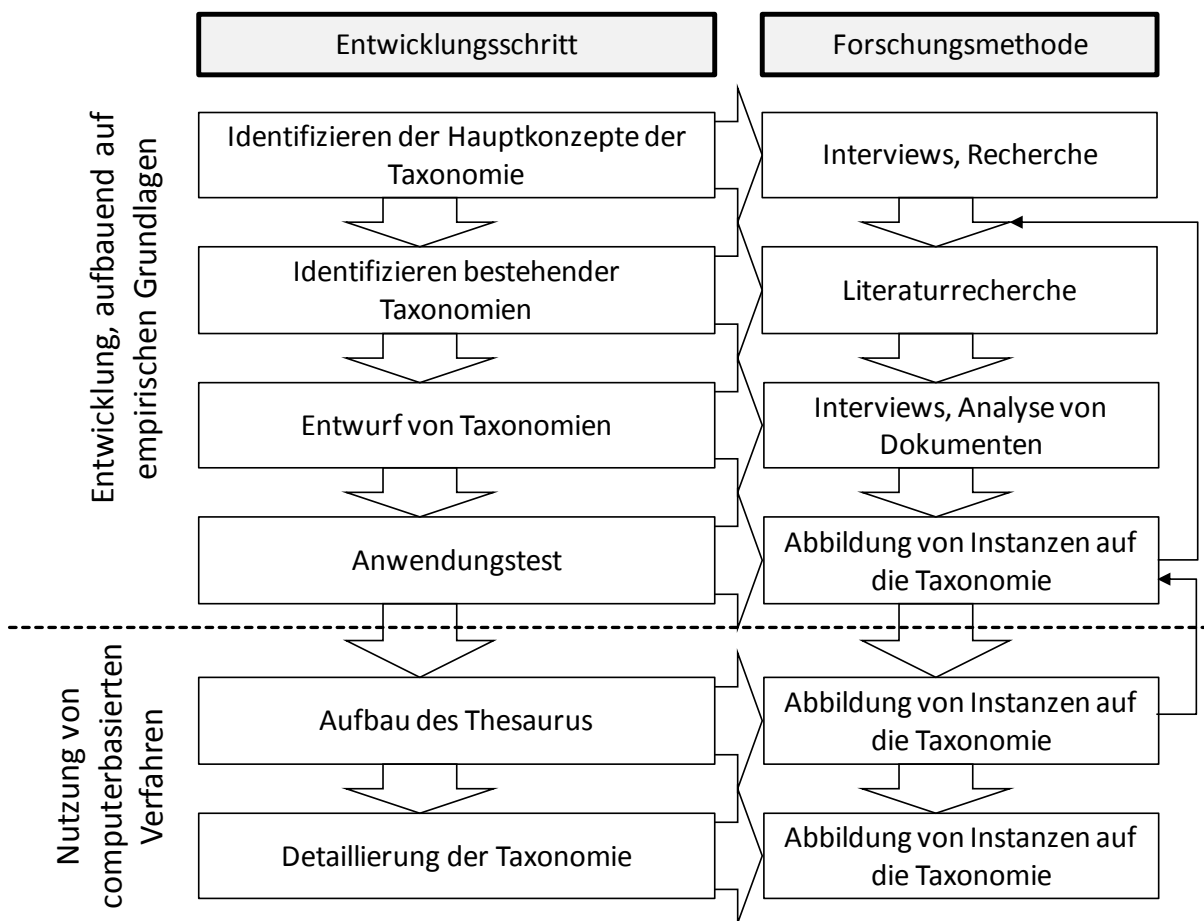 Entwicklungsschritt
Forschungsmethode
Entwicklung, aufbauend auf
empirischen Grundlagen
Identifizieren der Hauptkonzepte der
Taxonomie
Interviews, Recherche
Identifizieren bestehender
Taxonomien
Literaturrecherche
Entwurf von Taxonomien
Interviews, Analyse von
Dokumenten
Anwendungstest
Abbildung von Instanzen auf
die Taxonomie
Nutzung von
computerbasierten
Verfahren
Aufbau des Thesaurus
Abbildung von Instanzen auf
die Taxonomie
Detaillierung der Taxonomie
Abbildung von Instanzen auf
die Taxonomie